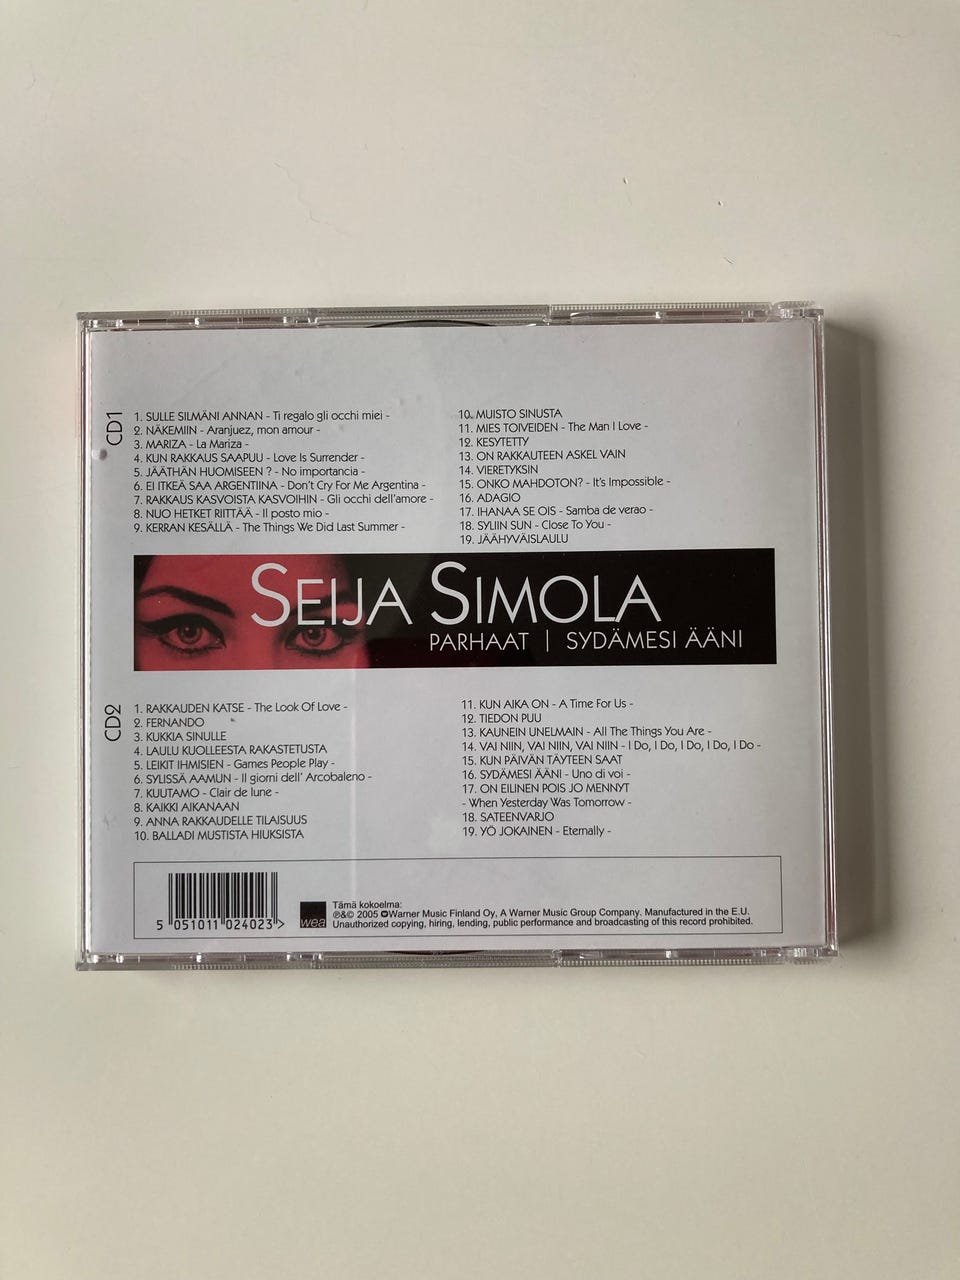 CD1
1. SULLE SILMÄNI ANNAN - Ti regalo gli occhi miei -
2. NÄKEMIIN - Aranjuez, mon amour -
3. MARIZA - La Mariza -
4. KUN RAKKAUS SAAPUU - Love Is Surrender -
5. JÄÄTHÄN HUOMISEEN ? - No importancia -
6. EI ITKEÄ SAA ARGENTIINA - Don't Cry For Me Argentina -
7. RAKKAUS KASVOISTA KASVOIHIN - Gli occhi dell'amore -
8. NUO HETKET RIITTÄÄ - Il posto mio -
9. KERRAN KESÄLLÄ - The Things We Did Last Summer -
10. MUISTO SINUSTA
11. MIES TOIVEIDEN - The Man I Love -
12. KESYTETTY
13. ON RAKKAUTEEN ASKEL VAIN
14. VIERETYKSIN
15. ONKO MAHDOTON? - It's Impossible -
16. ADAGIO
17. IHANAA SE OIS - Samba de verao -
18. SYLIIN SUN - Close To You -
19. JÄÄHYVÄISLAULU
SEIJA SIMOLA
PARHAAT | SYDÄMESI ÄÄNI
CD2
1. RAKKAUDEN KATSE - The Look Of Love -
2. FERNANDO
3. KUKKIA SINULLE
4. LAULU KUOLLEESTA RAKASTETUSTA
5. LEIKIT IHMISIEN - Games People Play -
6. SYLISSÄ AAMUN - Il giorni dell' Arcobaleno -
7. KUUTAMO - Clair de lune -
8. KAIKKI AIKANAAN
9. ANNA RAKKAUDELLE TILAISUUS
10. BALLADI MUSTISTA HIUKSISTA
11. KUN AIKA ON - A Time For Us -
12. TIEDON PUU
13. KAUNEIN UNELMAIN - All The Things You Are -
14. VAI NIIN, VAI NIIN, VAI NIIN - I Do, I Do, I Do, I Do, I Do -
15. KUN PÄIVÄN TÄYTEEN SAAT
16. SYDÄMESI ÄÄNI - Uno di voi -
17. ON EILINEN POIS JO MENNYT
- When Yesterday Was Tomorrow -
18. SATEENVARJO
19. YÖ JOKAINEN - Eternally -
5 051011 024023 >
wea
Tämä kokoelma:
℗&© 2005 Warner Music Finland Oy, A Warner Music Group Company. Manufactured in the E.U.
Unauthorized copying, hiring, lending, public performance and broadcasting of this record prohibited.